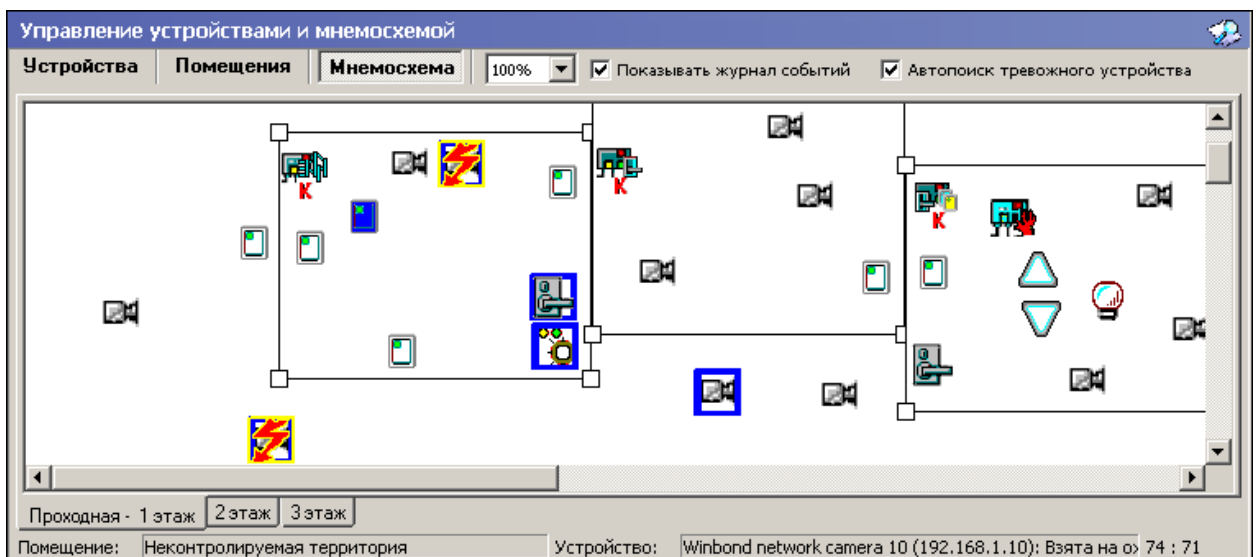 Управление устройствами и мнемосхемой
Устройства Помещения Мнемосхема 100% Показывать журнал событий Автопоиск тревожного устройства
К К К
Проходная - 1 этаж 2 этаж 3 этаж
Помещение: Неконтролируемая территория Устройство: Winbond network camera 10 (192.168.1.10): Взята на ох 74 : 71